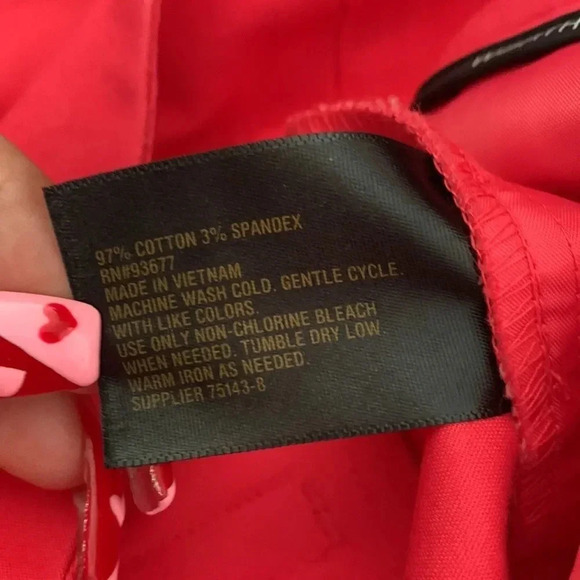 97% COTTON 3% SPANDEX
RN#93677
MADE IN VIETNAM
MACHINE WASH COLD. GENTLE CYCLE.
WITH LIKE COLORS.
USE ONLY NON-CHLORINE BLEACH
WHEN NEEDED. TUMBLE DRY LOW
WARM IRON AS NEEDED.
SUPPLIER 75143-8